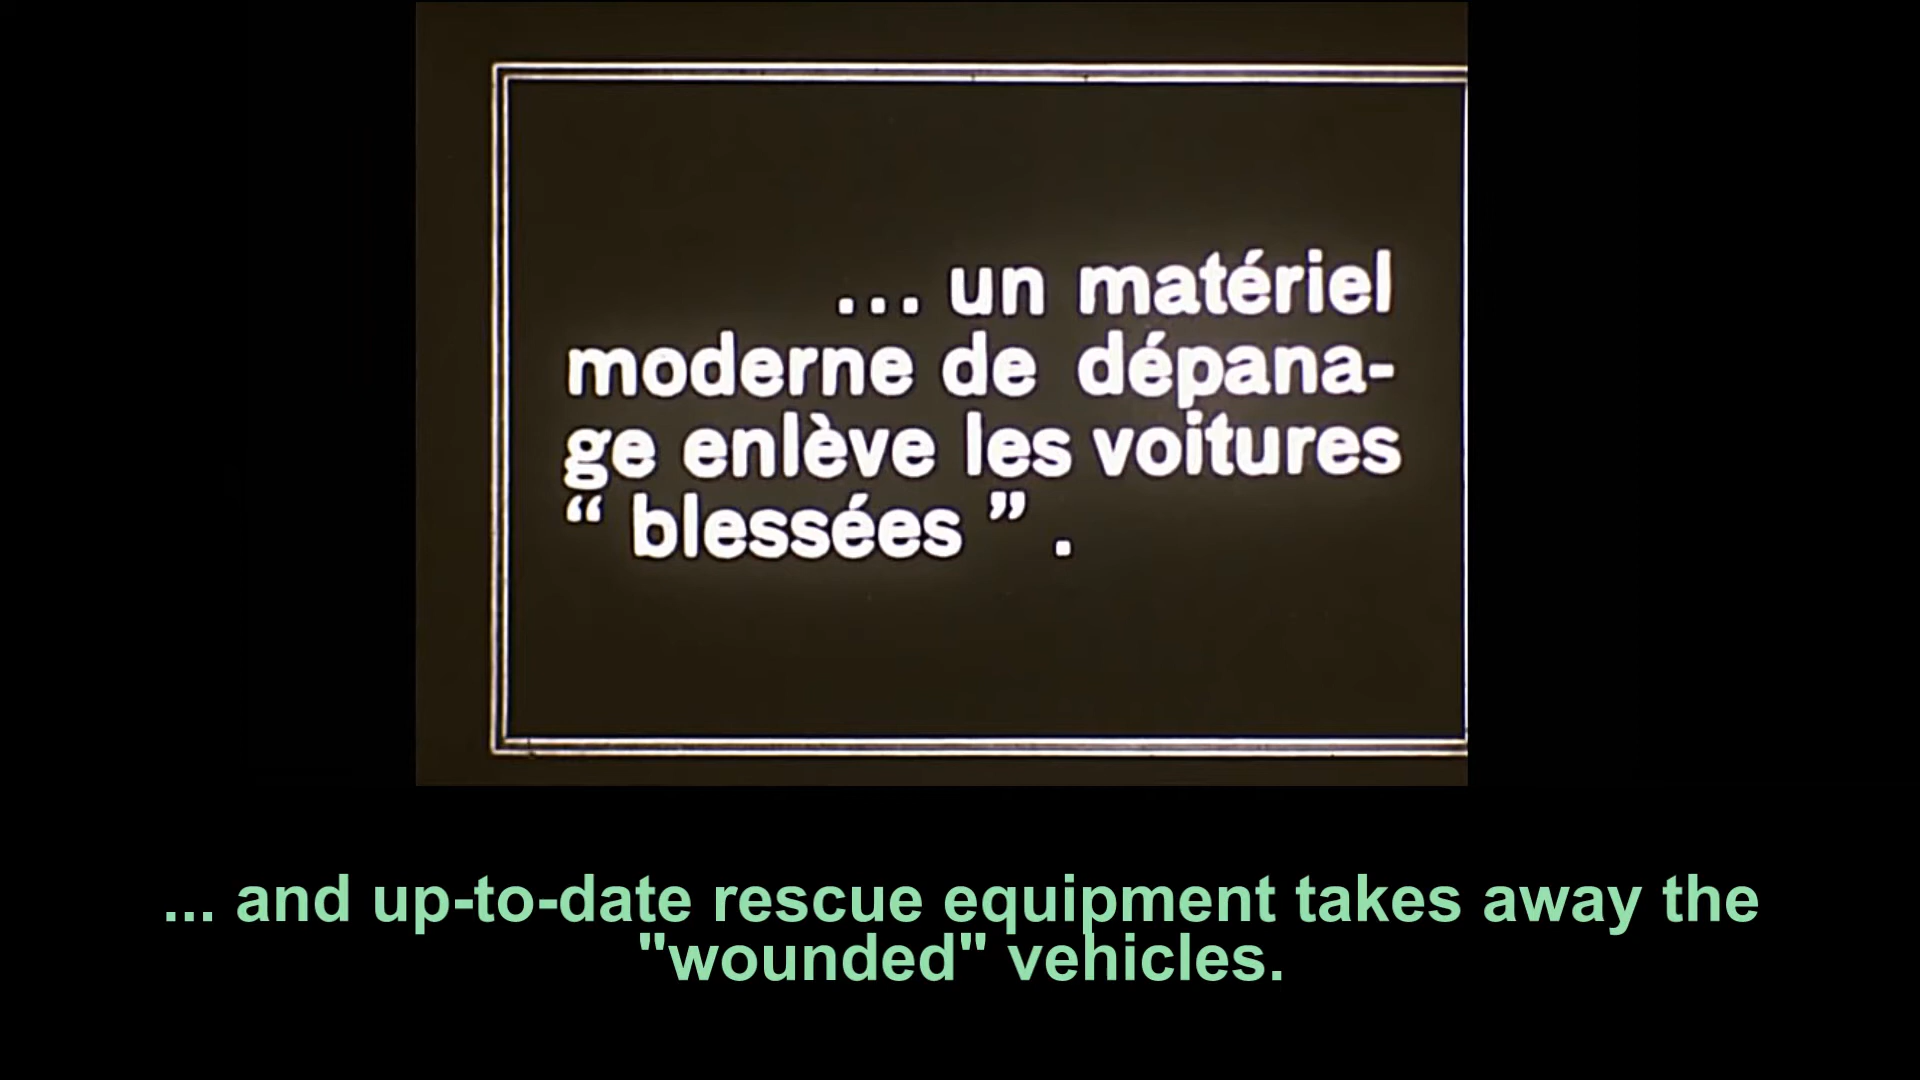 ... un matériel
moderne de dépana-
ge enlève les voitures
“ blessées ” .
... and up-to-date rescue equipment takes away the
"wounded" vehicles.